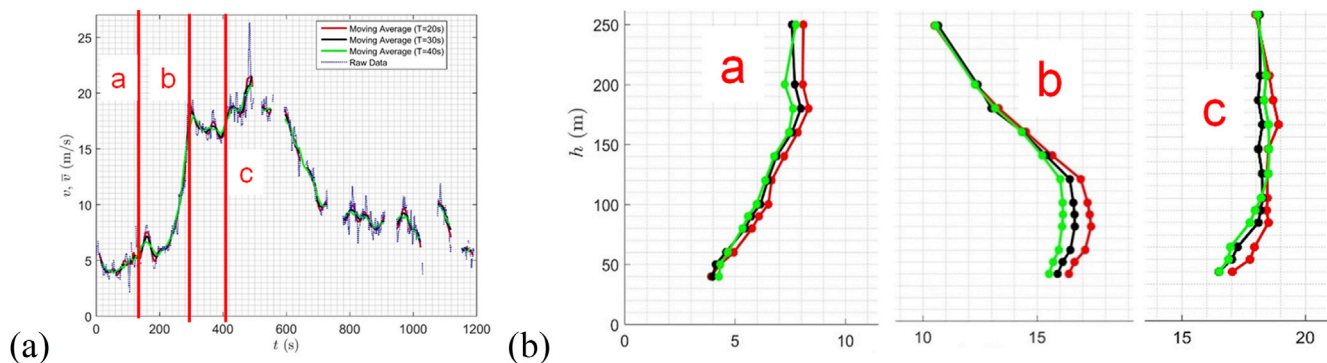 (a)
v, v̅ (m/s)
25
20
15
10
5
0
a
b
c
Moving Average (T=20s)
Moving Average (T=30s)
Moving Average (T=40s)
Raw Data
0
200
400
600
800
1000
1200
t (s)
(b)
h (m)
250
200
150
100
50
0
a
0
5
10
b
10
15
c
15
20